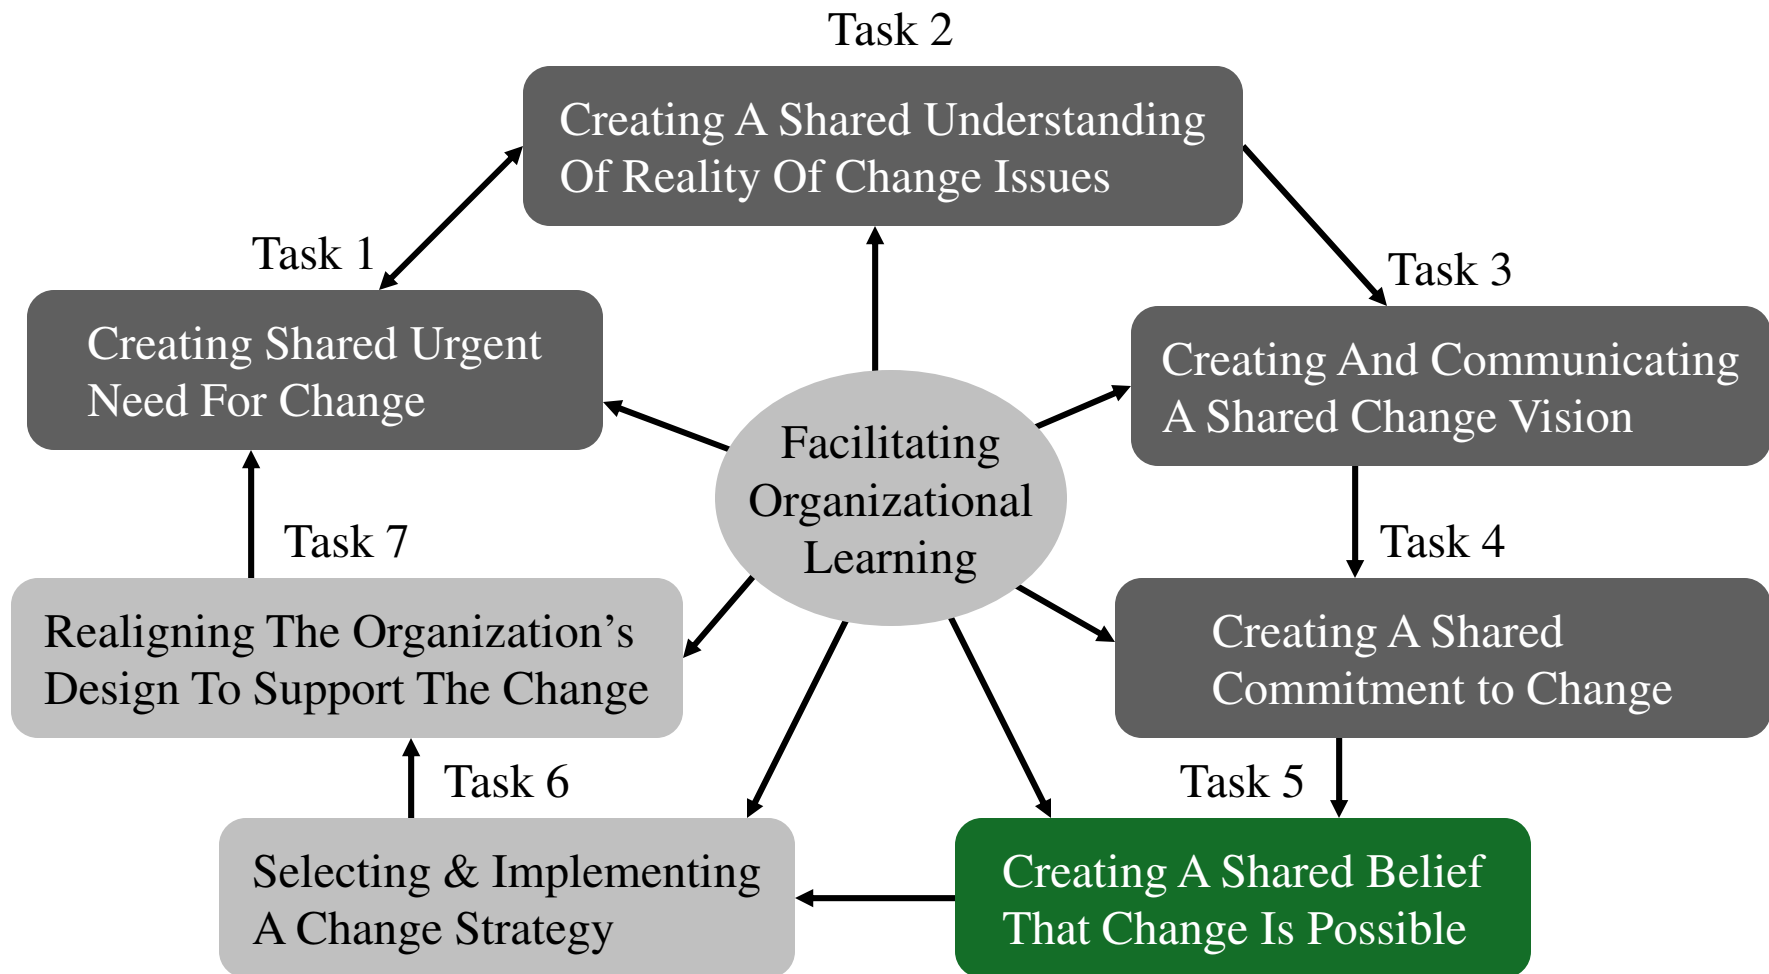 Task 2
Creating A Shared Understanding
Of Reality Of Change Issues
Task 1
Creating Shared Urgent
Need For Change
Task 3
Creating And Communicating
A Shared Change Vision
Facilitating
Organizational
Learning
Task 7
Realigning The Organization’s
Design To Support The Change
Task 4
Creating A Shared
Commitment to Change
Task 6
Selecting & Implementing
A Change Strategy
Task 5
Creating A Shared Belief
That Change Is Possible